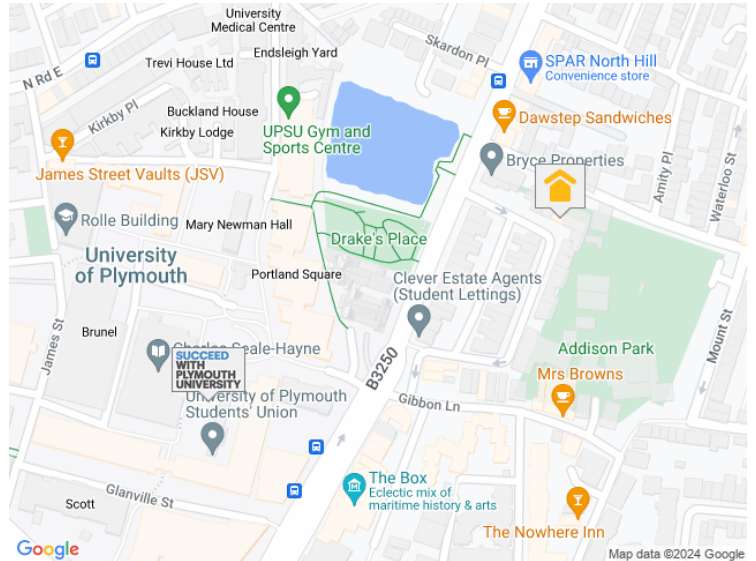 University
Medical Centre
Endsleigh Yard
Skardon Pl
N Rd E
Trevi House Ltd
SPAR North Hill
Convenience store
Kirkby Pl
Buckland House
Kirkby Lodge
UPSU Gym and
Sports Centre
Dawstep Sandwiches
James Street Vaults (JSV)
Bryce Properties
Amity Pl
Waterloo St
Rolle Building
Mary Newman Hall
Drake's Place
University
of Plymouth
Portland Square
Clever Estate Agents
(Student Lettings)
James St
Brunel
Charles Seale-Hayne
SUCCEED
WITH
PLYMOUTH
UNIVERSITY
B3250
Addison Park
Mount St
Mrs Browns
University of Plymouth
Students' Union
Gibbon Ln
The Box
Eclectic mix of
maritime history & arts
Scott
Glanville St
The Nowhere Inn
Google
Map data ©2024 Google